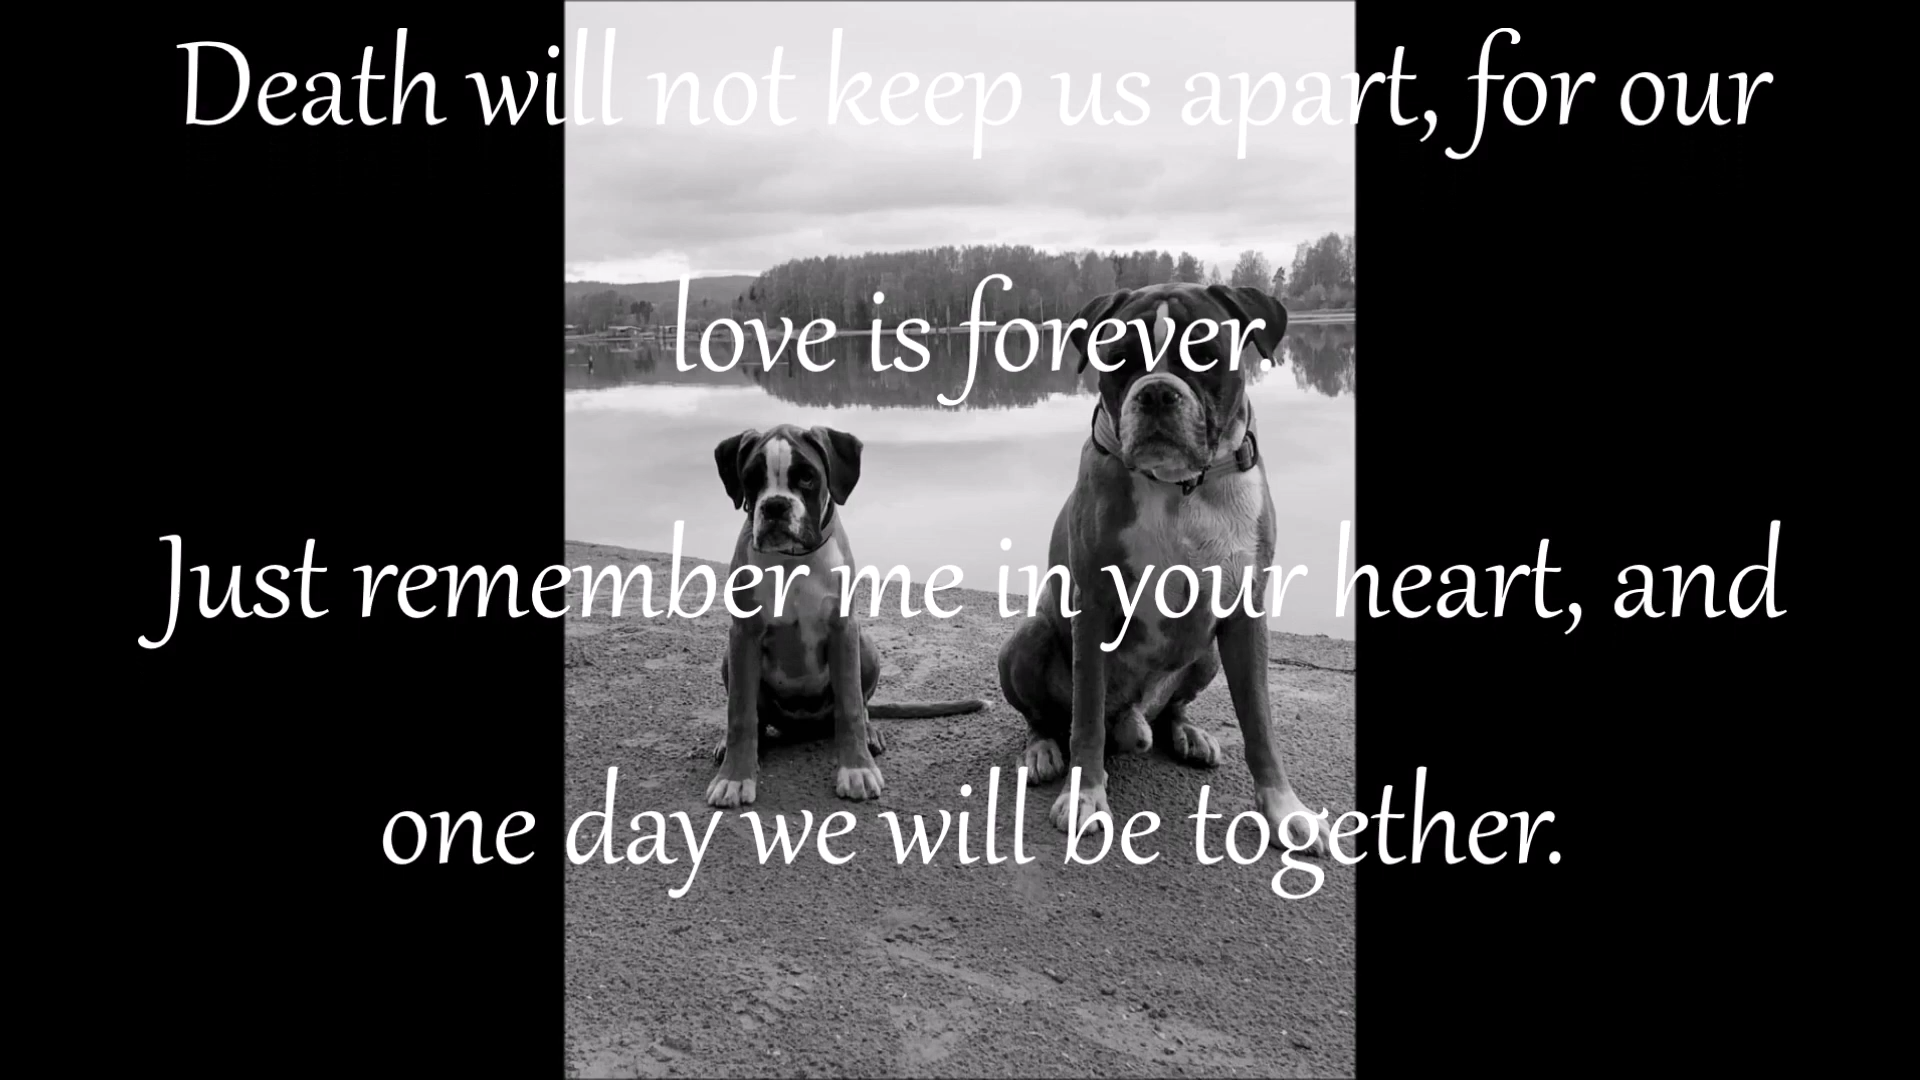 Death will not keep us apart, for our
love is forever.
Just remember me in your heart, and
one day we will be together.